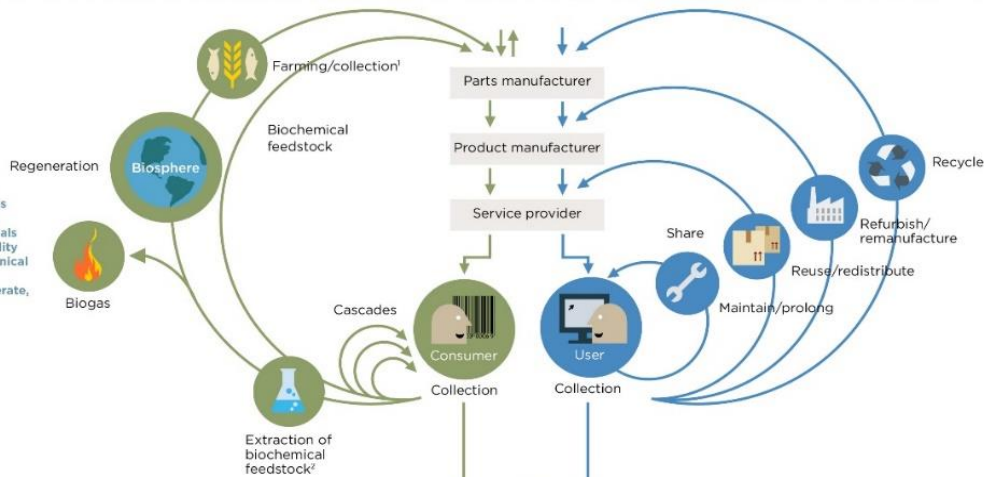 Farming/collection¹
Parts manufacturer
Biochemical
feedstock
Product manufacturer
Regeneration
Biosphere
Recycle
Service provider
Refurbish/
remanufacture
Share
Reuse/redistribute
Biogas
Cascades
Maintain/prolong
Consumer
User
Collection
Collection
Extraction of
biochemical
feedstock²